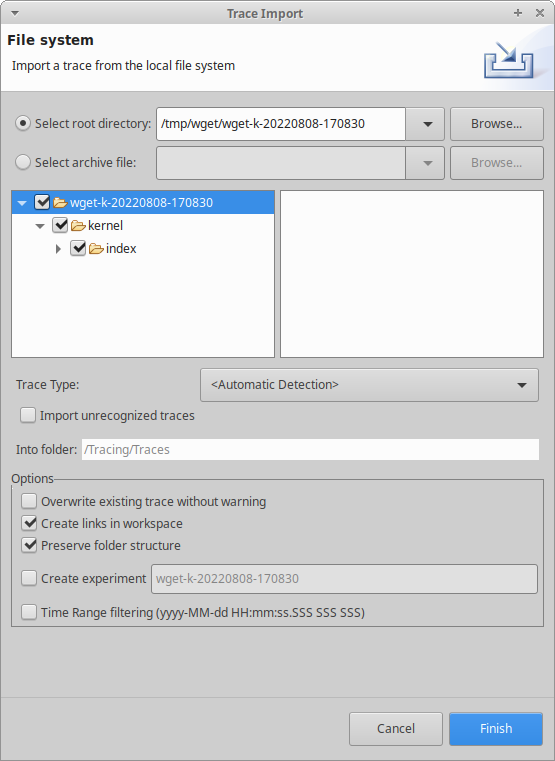 Trace Import
File system
Import a trace from the local file system
Select root directory: /tmp/wget/wget-k-20220808-170830 Browse...
Select archive file: Browse...
wget-k-20220808-170830
kernel
index
Trace Type: <Automatic Detection>
Import unrecognized traces
Into folder: /Tracing/Traces
Options
Overwrite existing trace without warning
Create links in workspace
Preserve folder structure
Create experiment wget-k-20220808-170830
Time Range filtering (yyyy-MM-dd HH:mm:ss.SSS SSS SSS)
Cancel Finish